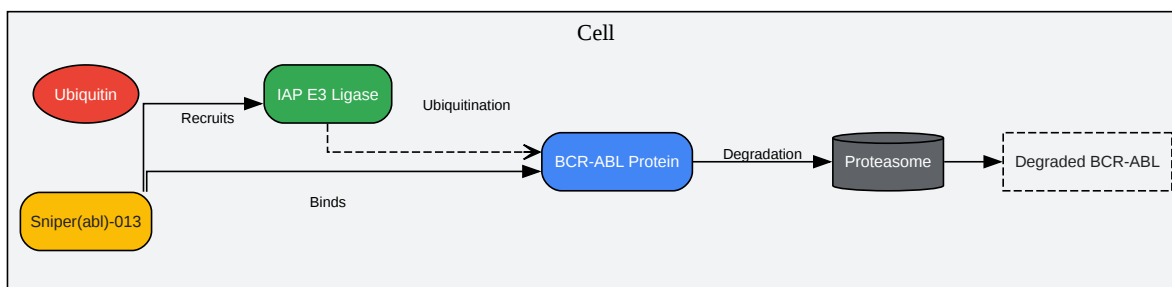 Cell
Ubiquitin
IAP E3 Ligase
Recruits
Ubiquitination
BCR-ABL Protein
Degradation
Proteasome
Degraded BCR-ABL
Binds
Sniper(abl)-013